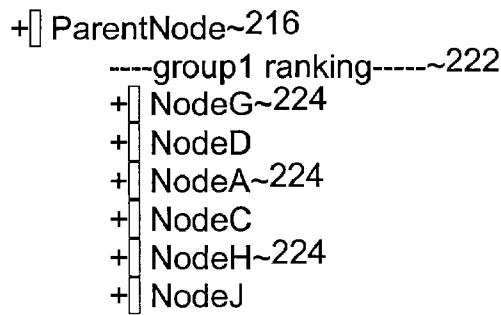 + ParentNode~216
----group1 ranking-----~222
+ NodeG~224
+ NodeD
+ NodeA~224
+ NodeC
+ NodeH~224
+ NodeJ